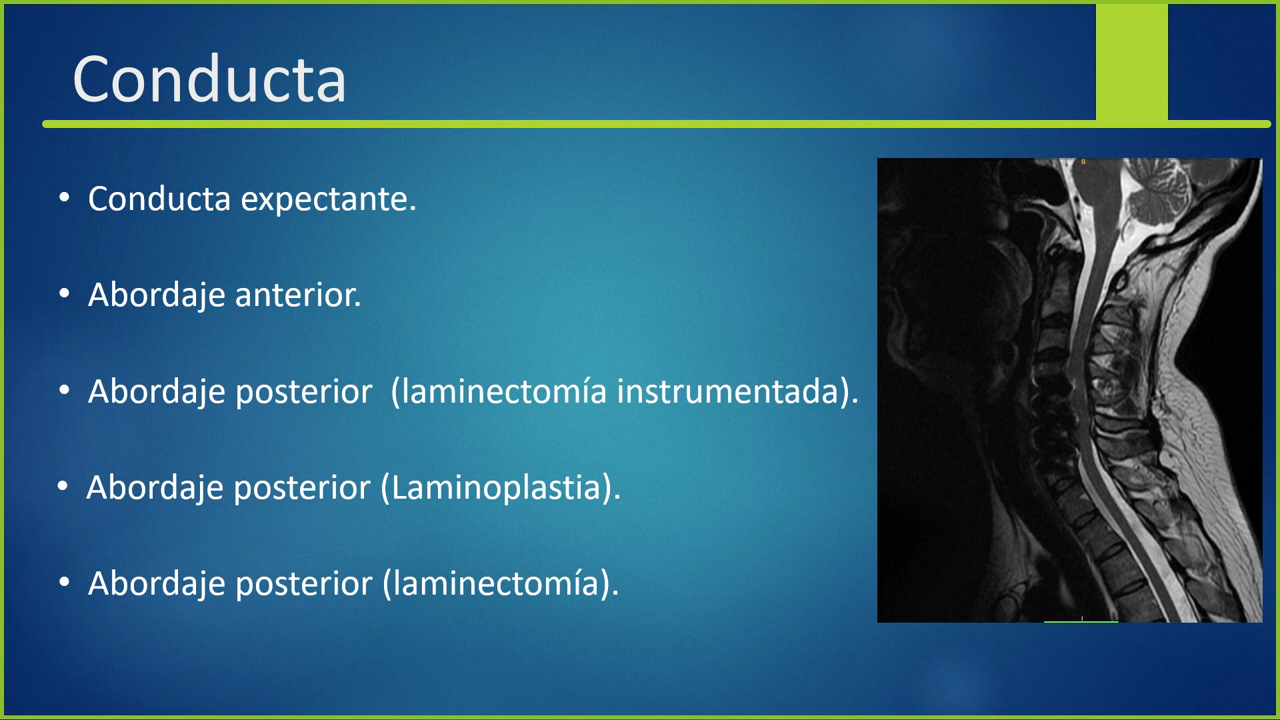 Conducta
• Conducta expectante.
• Abordaje anterior.
• Abordaje posterior  (laminectomía instrumentada).
• Abordaje posterior (Laminoplastia).
• Abordaje posterior (laminectomía).